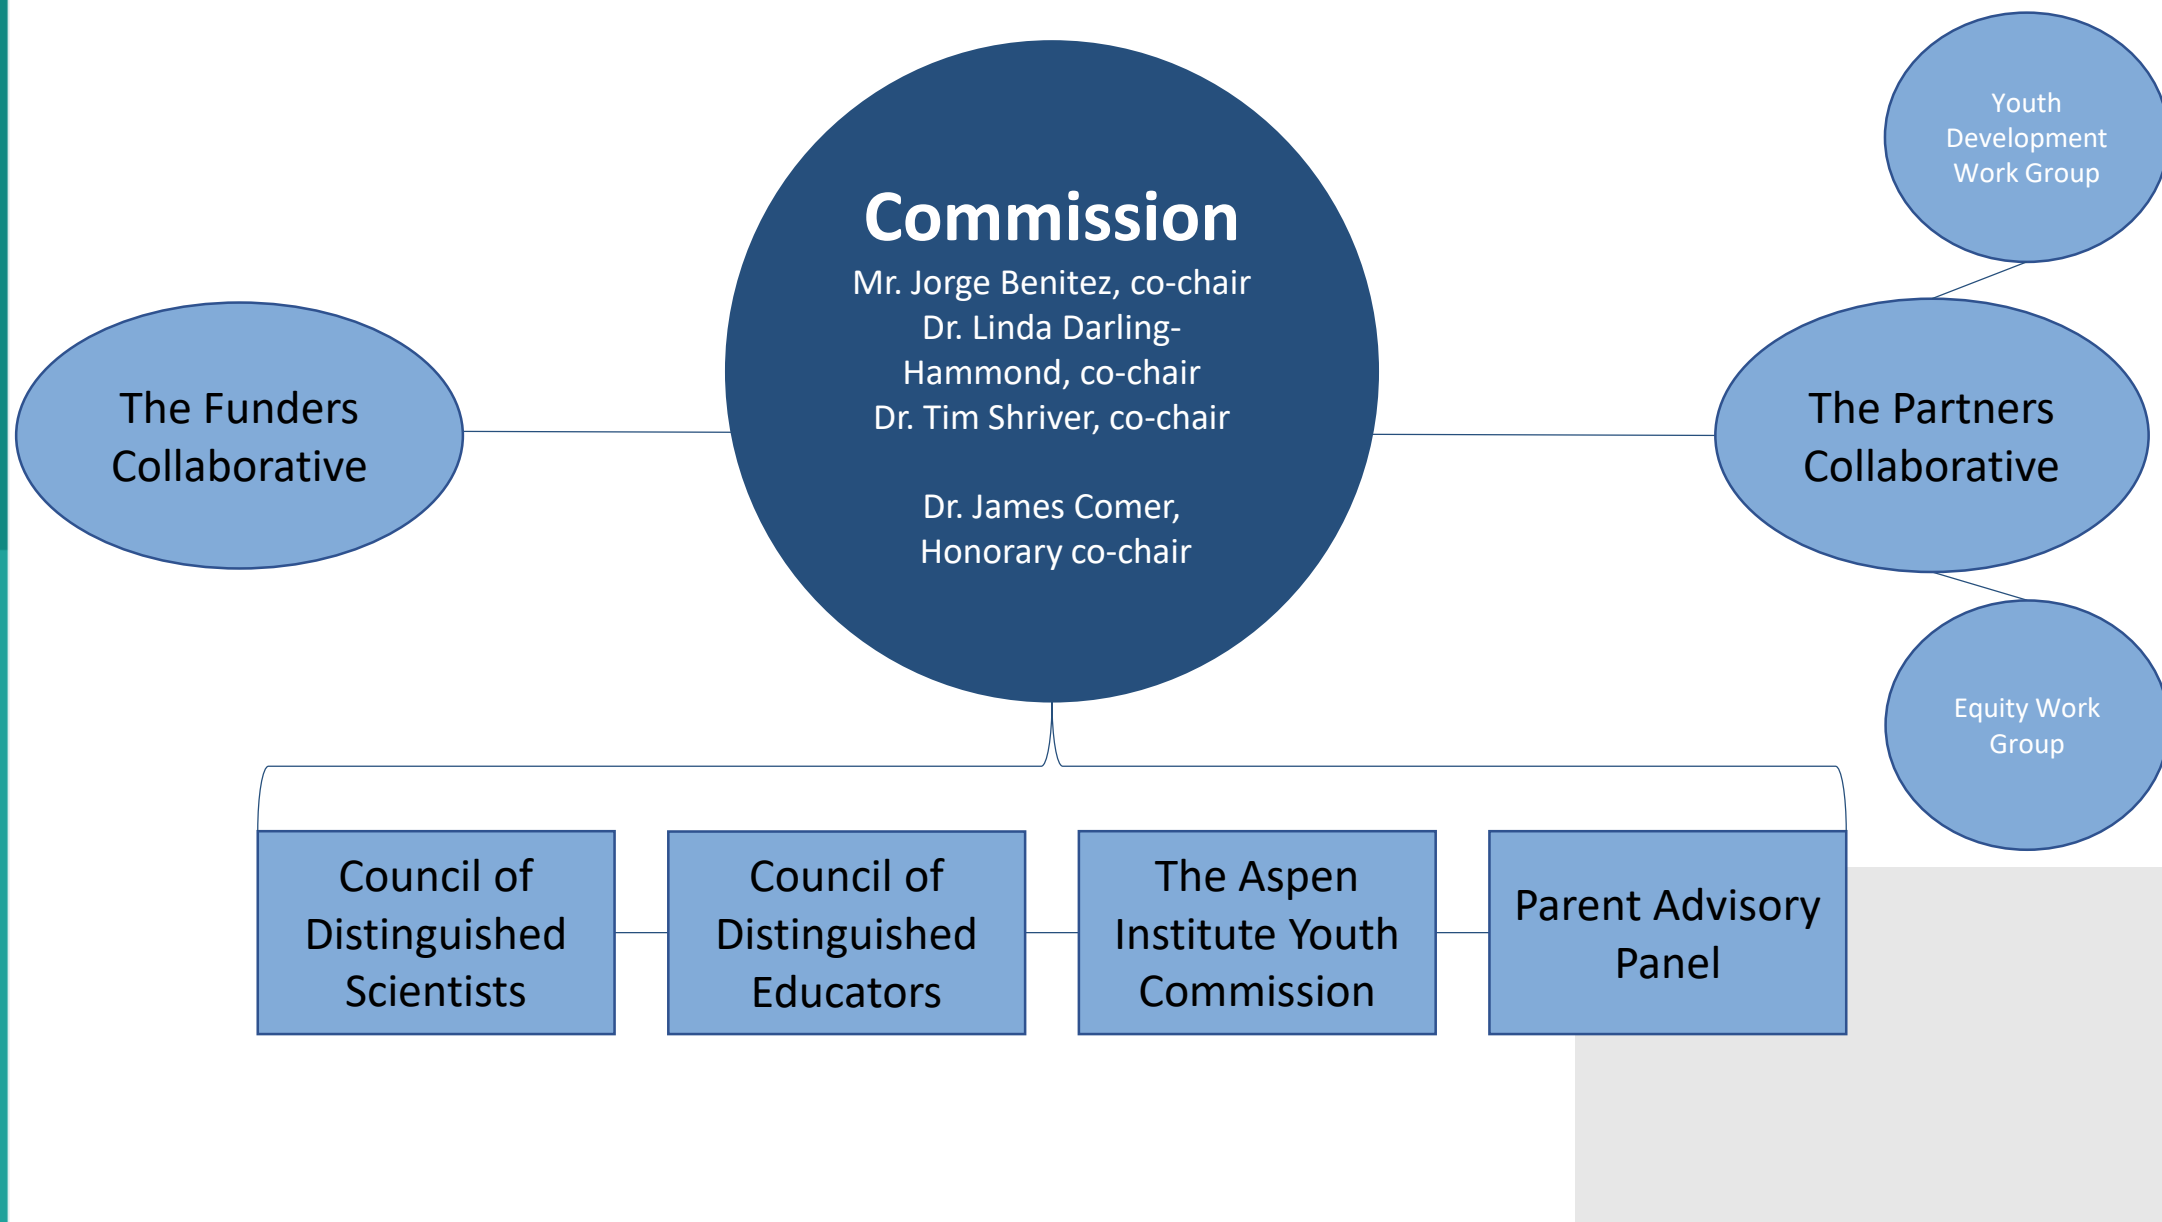 Commission
Mr. Jorge Benitez, co-chair
Dr. Linda Darling-
Hammond, co-chair
Dr. Tim Shriver, co-chair
Dr. James Comer,
Honorary co-chair
The Funders
Collaborative
The Partners
Collaborative
Youth
Development
Work Group
Equity Work
Group
Council of
Distinguished
Scientists
Council of
Distinguished
Educators
The Aspen
Institute Youth
Commission
Parent Advisory
Panel